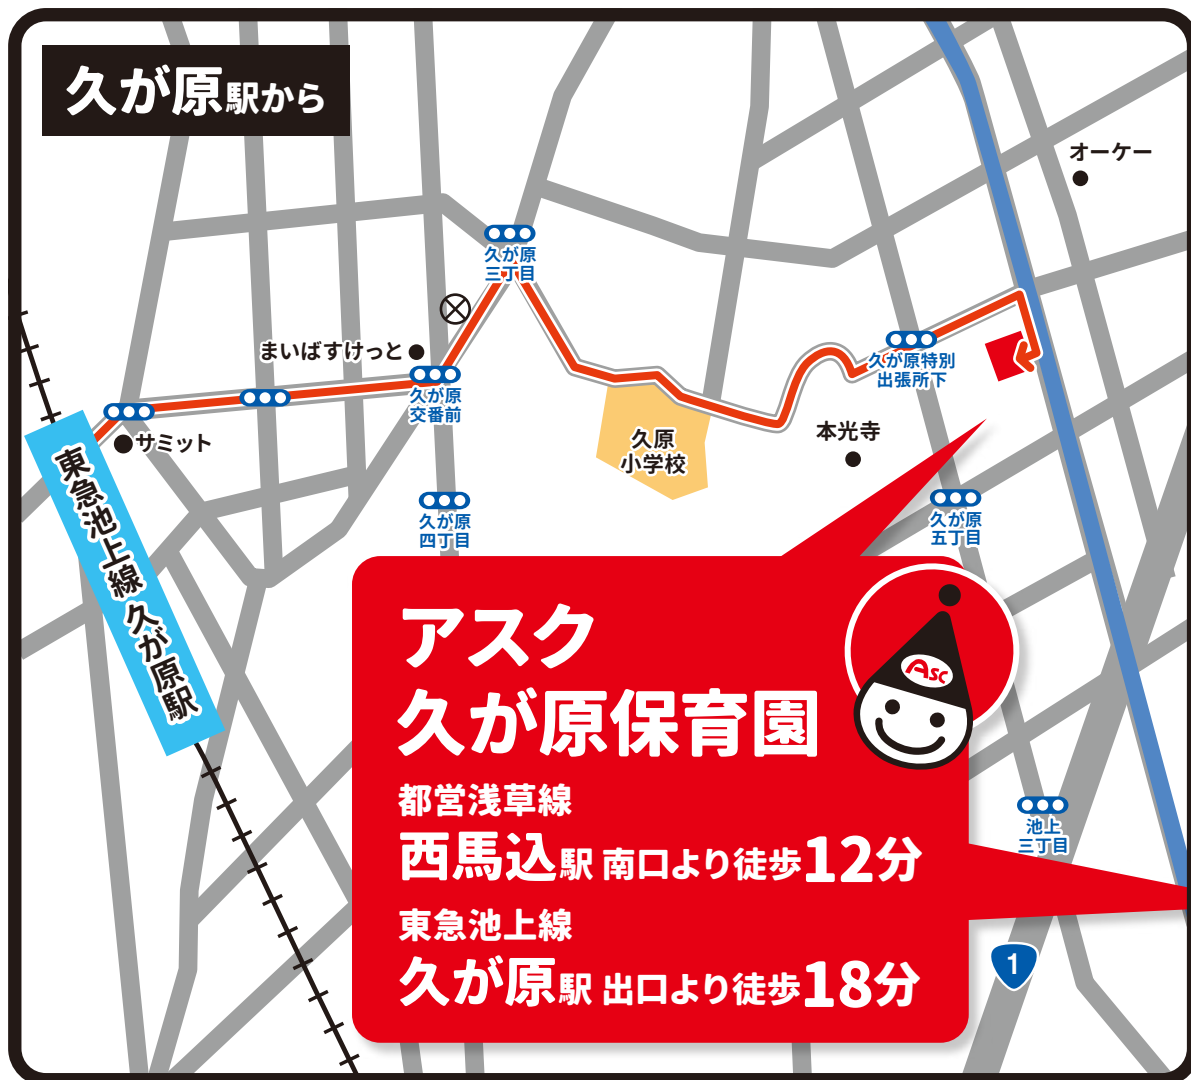 久が原駅から
オーケー
久が原
三丁目
まいばすけっと
久が原
交番前
久が原特別
出張所下
サミット
久原
小学校
本光寺
東急池上線 久が原駅
久が原
四丁目
久が原
五丁目
アスク
久が原保育園
ASC
都営浅草線
西馬込駅 南口より徒歩12分
東急池上線
久が原駅 出口より徒歩18分
池上
三丁目
1